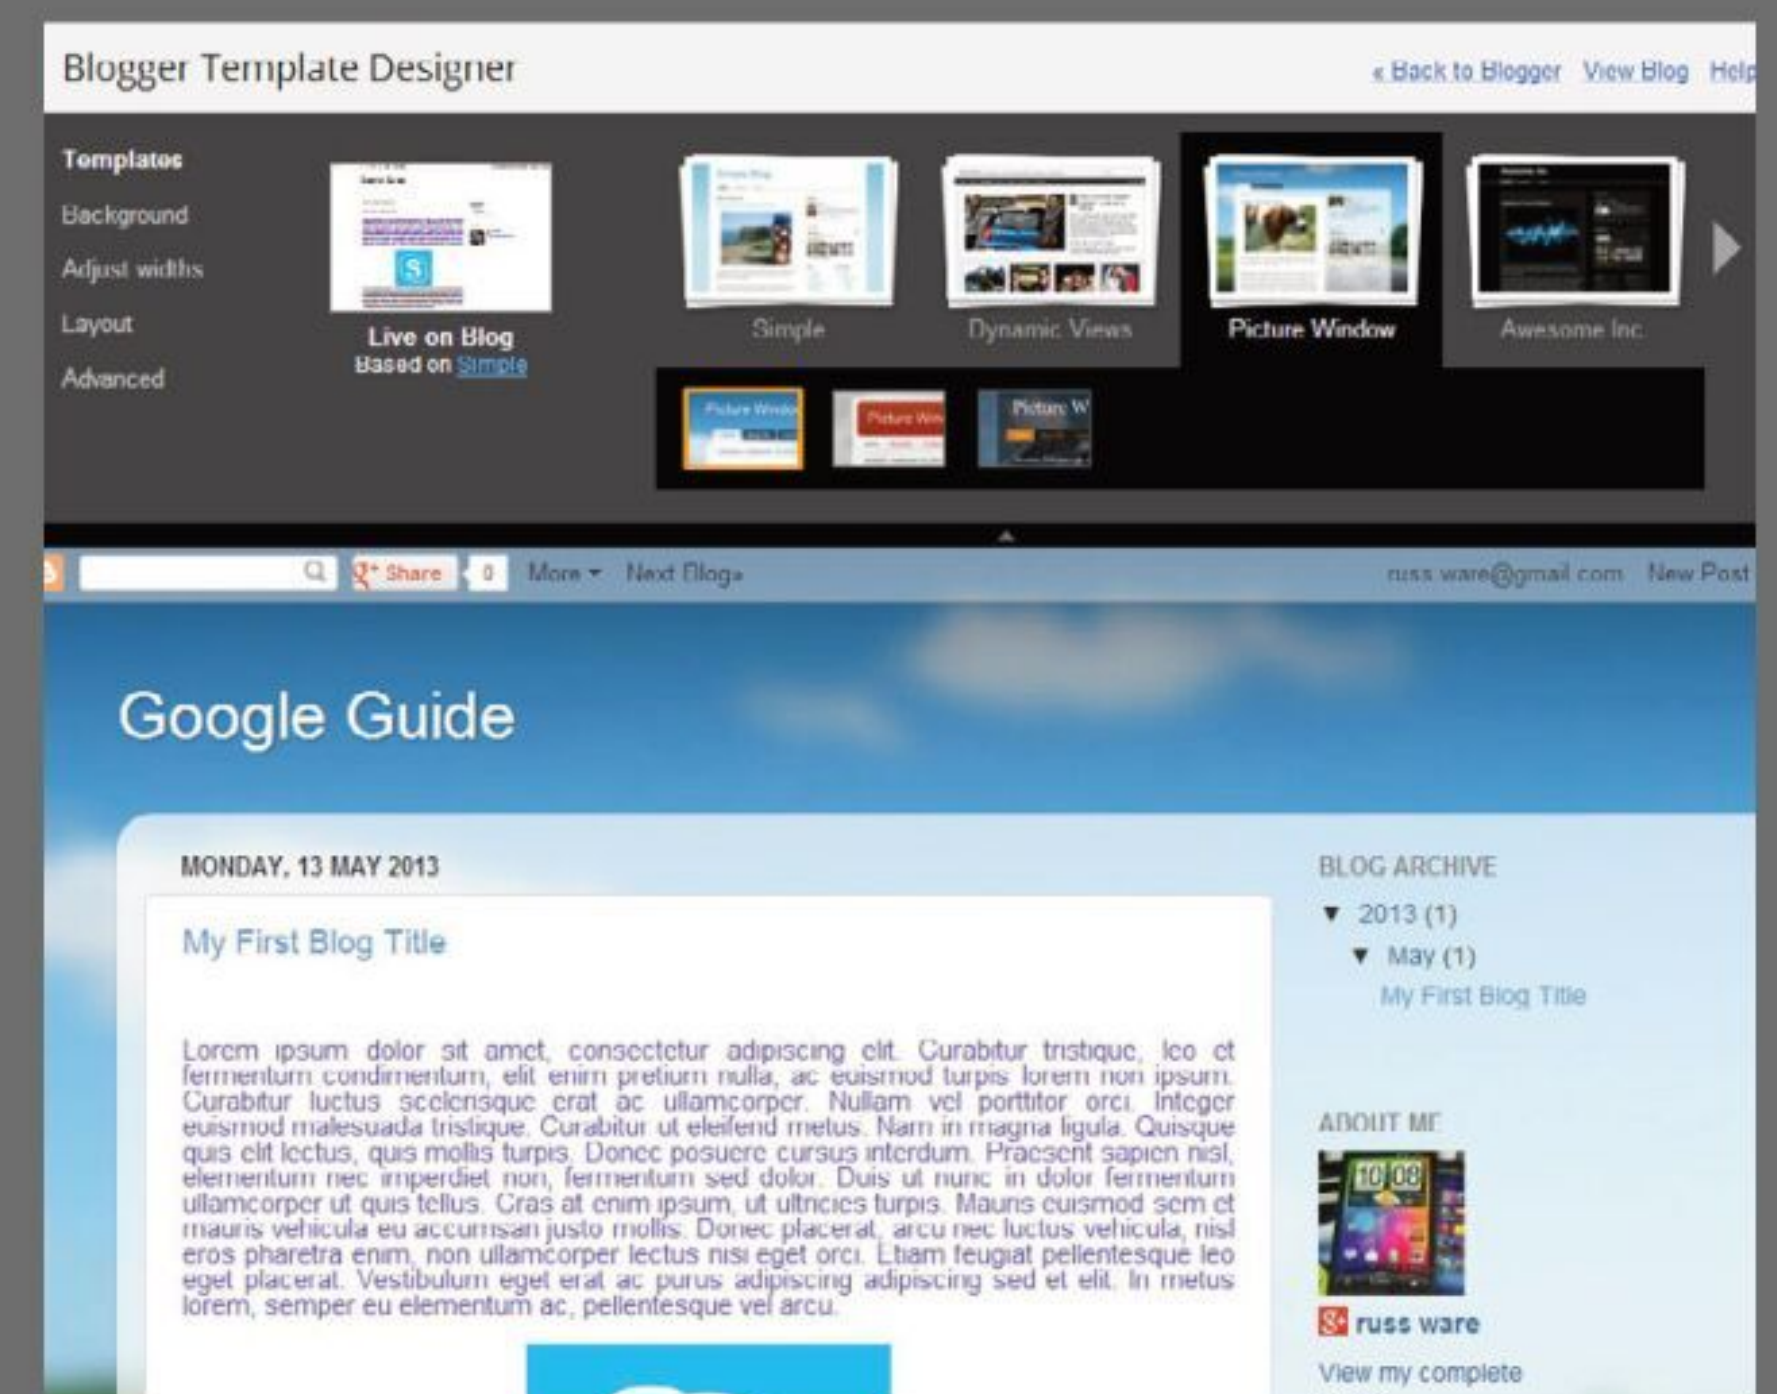 Blogger Template Designer
« Back to Blogger View Blog Help
Templates
Background
Adjust widths
Layout
Advanced
Live on Blog
Based on Simple
Simple
Dynamic Views
Picture Window
Awesome Inc.
Picture Window
Picture Win
Picture W
g+ Share 0 More Next Blog»
russ.ware@gmail.com New Post
Google Guide
MONDAY, 13 MAY 2013
My First Blog Title
Lorem ipsum dolor sit amet, consectetur adipiscing elit. Curabitur tristique, leo et
fermentum condimentum, elit enim pretium nulla, ac euismod turpis lorem non ipsum.
Curabitur luctus scelerisque erat ac ullamcorper. Nullam vel porttitor orci. Integer
euismod malesuada tristique. Curabitur ut eleifend metus. Nam in magna ligula. Quisque
quis elit lectus, quis mollis turpis. Donec posuere cursus interdum. Praesent sapien nisl,
elementum nec imperdiet non, fermentum sed dolor. Duis ut nunc in dolor fermentum
ullamcorper ut quis tellus. Cras at enim ipsum, ut ultricies turpis. Mauris euismod sem et
mauris vehicula eu accumsan justo mollis. Donec placerat, arcu nec luctus vehicula, nisl
eros pharetra enim, non ullamcorper lectus nisi eget orci. Etiam feugiat pellentesque leo
eget placerat. Vestibulum eget erat ac purus adipiscing adipiscing sed et elit. In metus
lorem, semper eu elementum ac, pellentesque vel arcu.
BLOG ARCHIVE
▼ 2013 (1)
▼ May (1)
My First Blog Title
ABOUT ME
10 08
russ ware
View my complete